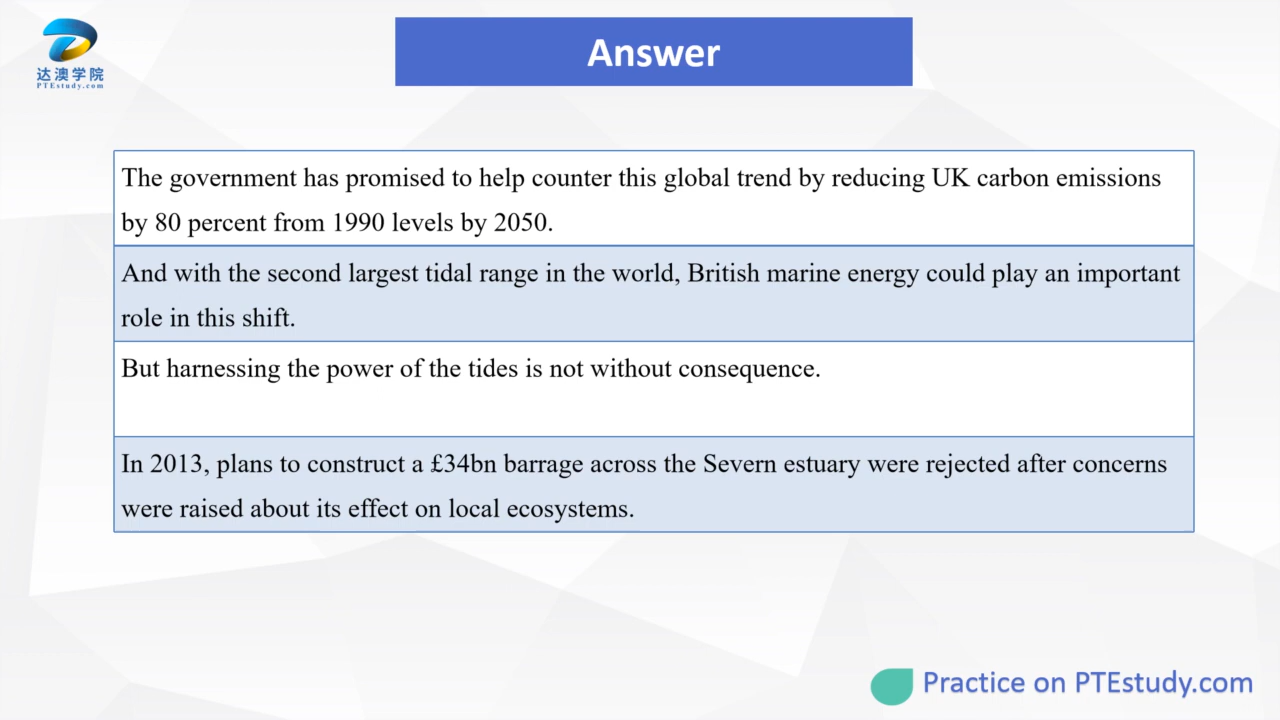 达澳学院
PTEstudy.com
Answer
The government has promised to help counter this global trend by reducing UK carbon emissions
by 80 percent from 1990 levels by 2050.
And with the second largest tidal range in the world, British marine energy could play an important
role in this shift.
But harnessing the power of the tides is not without consequence.
In 2013, plans to construct a £34bn barrage across the Severn estuary were rejected after concerns
were raised about its effect on local ecosystems.
Practice on PTEstudy.com